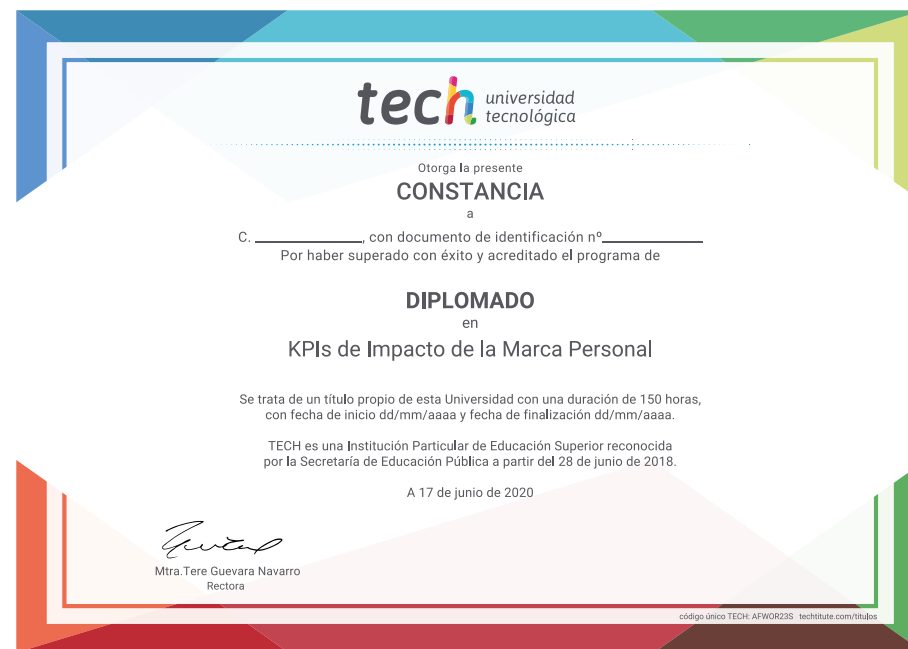 tech universidad
tecnológica
Otorga la presente
CONSTANCIA
a
C. ____________, con documento de identificación nº____________
Por haber superado con éxito y acreditado el programa de
DIPLOMADO
en
KPIs de Impacto de la Marca Personal
Se trata de un título propio de esta Universidad con una duración de 150 horas,
con fecha de inicio dd/mm/aaaa y fecha de finalización dd/mm/aaaa.
TECH es una Institución Particular de Educación Superior reconocida
por la Secretaría de Educación Pública a partir del 28 de junio de 2018.
A 17 de junio de 2020
Mtra.Tere Guevara Navarro
Rectora
código único TECH: AFWOR23S techtitute.com/titulos